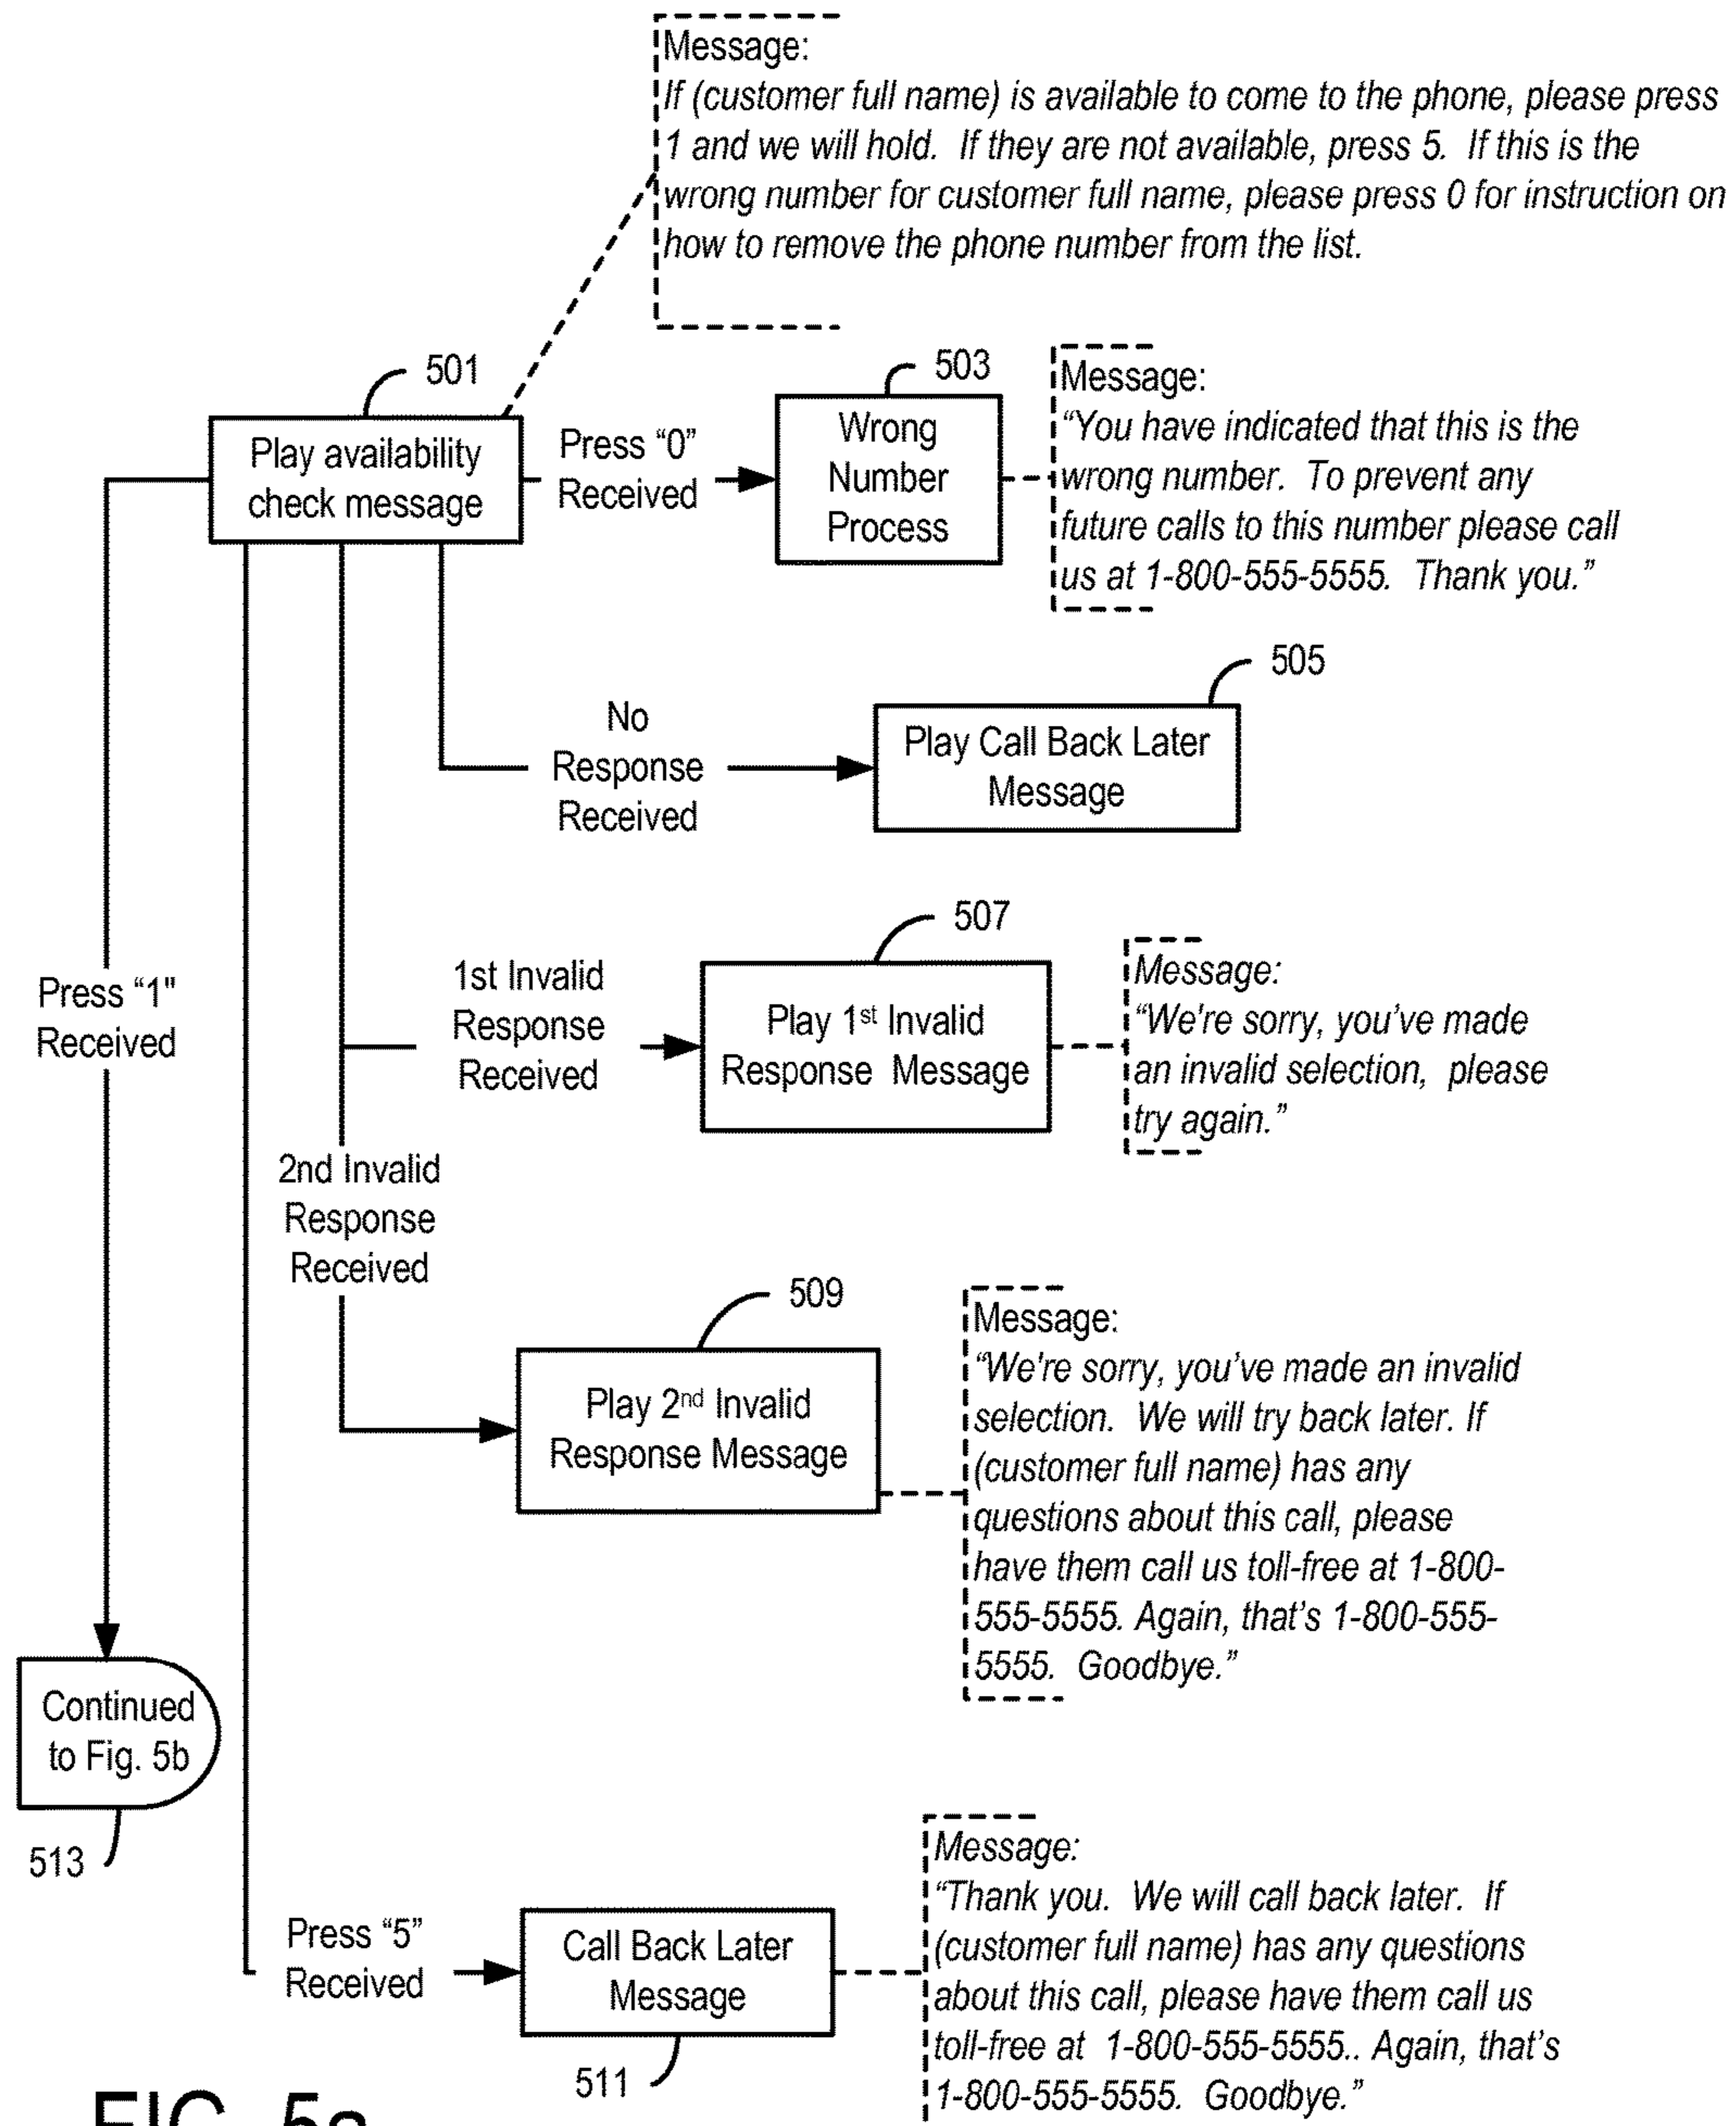 Message:
If (customer full name) is available to come to the phone, please press
1 and we will hold. If they are not available, press 5. If this is the
wrong number for customer full name, please press 0 for instruction on
how to remove the phone number from the list.
501
Play availability
check message
Press “0”
Received
503
Wrong
Number
Process
Message:
“You have indicated that this is the
wrong number. To prevent any
future calls to this number please call
us at 1-800-555-5555. Thank you.”
505
No
Response
Received
Play Call Back Later
Message
507
Press “1"
Received
1st Invalid
Response
Received
Play 1st Invalid
Response Message
Message:
“We're sorry, you’ve made
an invalid selection, please
try again.”
2nd Invalid
Response
Received
509
Play 2nd Invalid
Response Message
Message:
“We're sorry, you’ve made an invalid
selection. We will try back later. If
(customer full name) has any
questions about this call, please
have them call us toll-free at 1-800-
555-5555. Again, that’s 1-800-555-
5555. Goodbye.”
Continued
to Fig. 5b
513
Press “5”
Received
Call Back Later
Message
511
Message:
“Thank you. We will call back later. If
(customer full name) has any questions
about this call, please have them call us
toll-free at 1-800-555-5555.. Again, that’s
1-800-555-5555. Goodbye.”
FIG. 5a